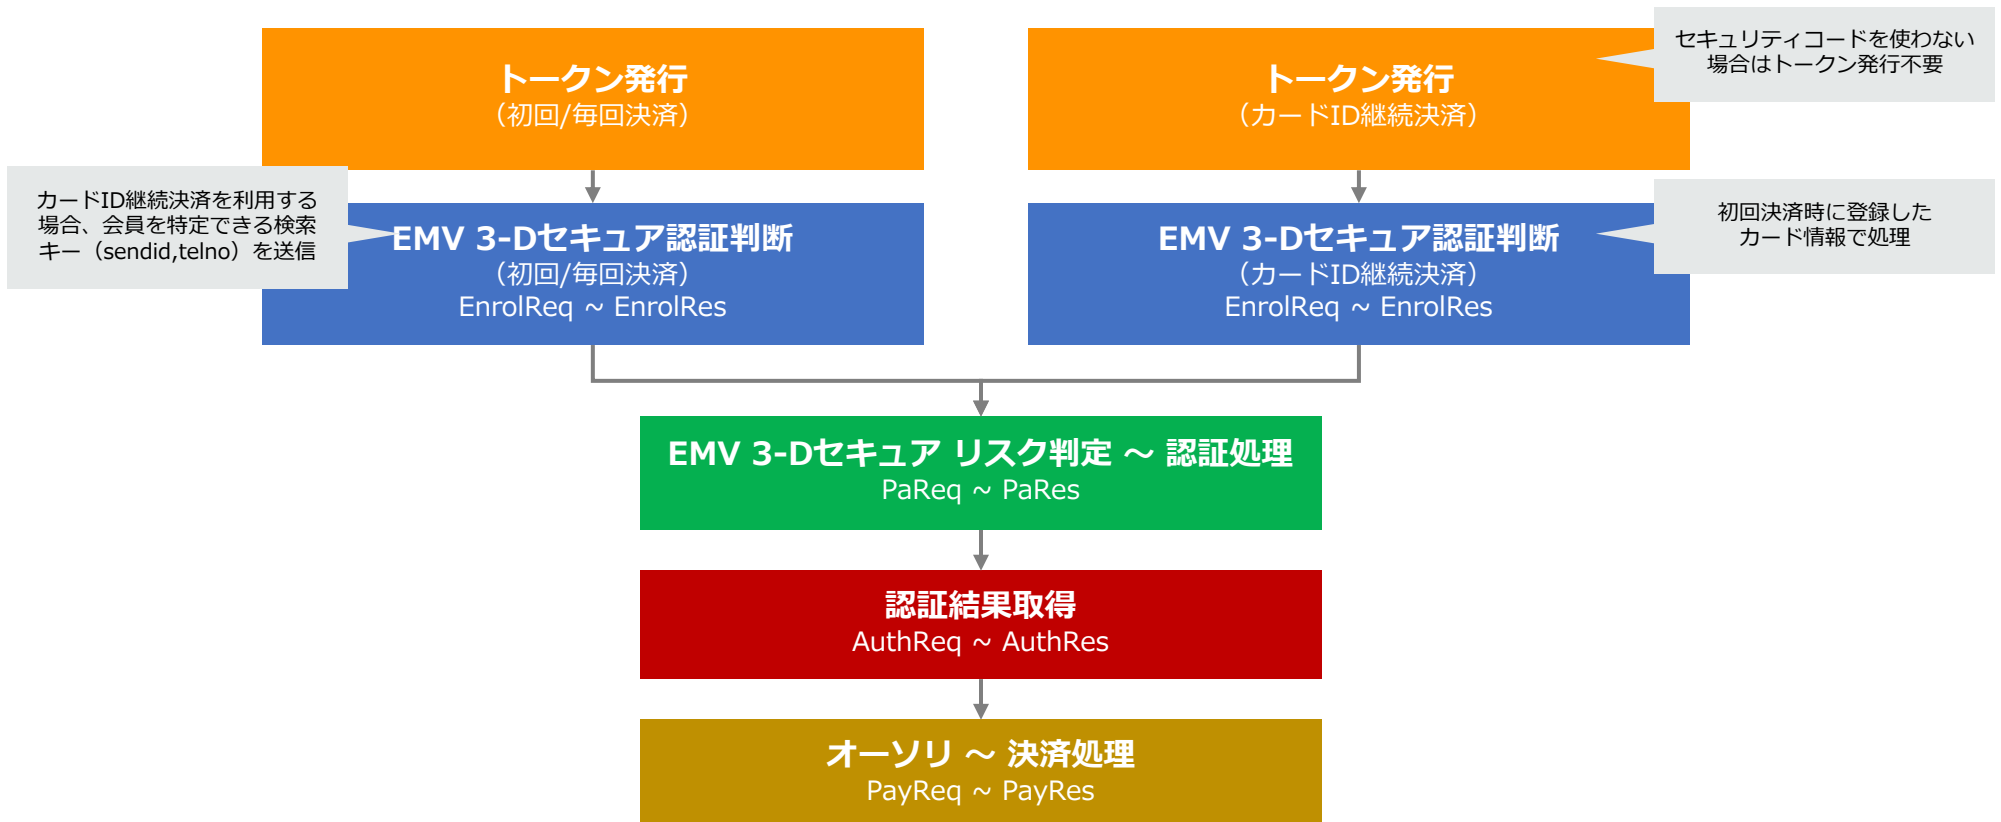 トークン発行
（初回/毎回決済）
トークン発行
（カードID継続決済）
セキュリティコードを使わない
場合はトークン発行不要
カードID継続決済を利用する
場合、会員を特定できる検索
キー（sendid,telno）を送信
EMV 3-Dセキュア認証判断
（初回/毎回決済）
EnrolReq ~ EnrolRes
EMV 3-Dセキュア認証判断
（カードID継続決済）
EnrolReq ~ EnrolRes
初回決済時に登録した
カード情報で処理
EMV 3-Dセキュア リスク判定 ～ 認証処理
PaReq ~ PaRes
認証結果取得
AuthReq ~ AuthRes
オーソリ ～ 決済処理
PayReq ~ PayRes